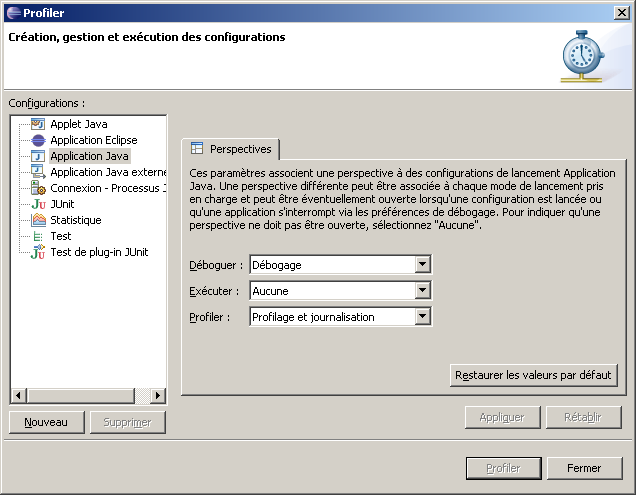 Profiler
Création, gestion et exécution des configurations
Configurations :
Applet Java
Application Eclipse
Application Java
Application Java externe
Connexion - Processus J
JUnit
Statistique
Test
Test de plug-in JUnit
Nouveau
Supprimer
Perspectives
Ces paramètres associent une perspective à des configurations de lancement Application
Java. Une perspective différente peut être associée à chaque mode de lancement pris
en charge et peut être éventuellement ouverte lorsqu'une configuration est lancée ou
qu'une application s'interrompt via les préférences de débogage. Pour indiquer qu'une
perspective ne doit pas être ouverte, sélectionnez "Aucune".
Déboguer : Débogage
Exécuter : Aucune
Profiler : Profilage et journalisation
Restaurer les valeurs par défaut
Appliquer
Rétablir
Profiler
Fermer